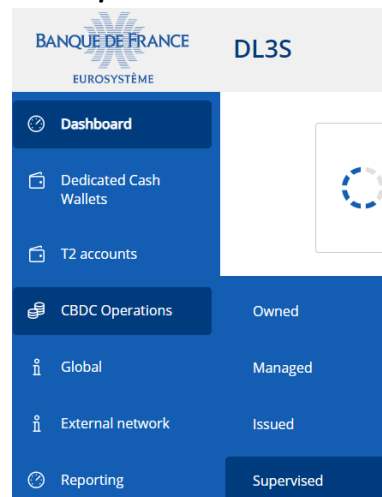 BANQUE DE FRANCE
EUROSYSTÈME
DL3S
Dashboard
Dedicated Cash
Wallets
T2 accounts
CBDC Operations
Global
External network
Reporting
Owned
Managed
Issued
Supervised